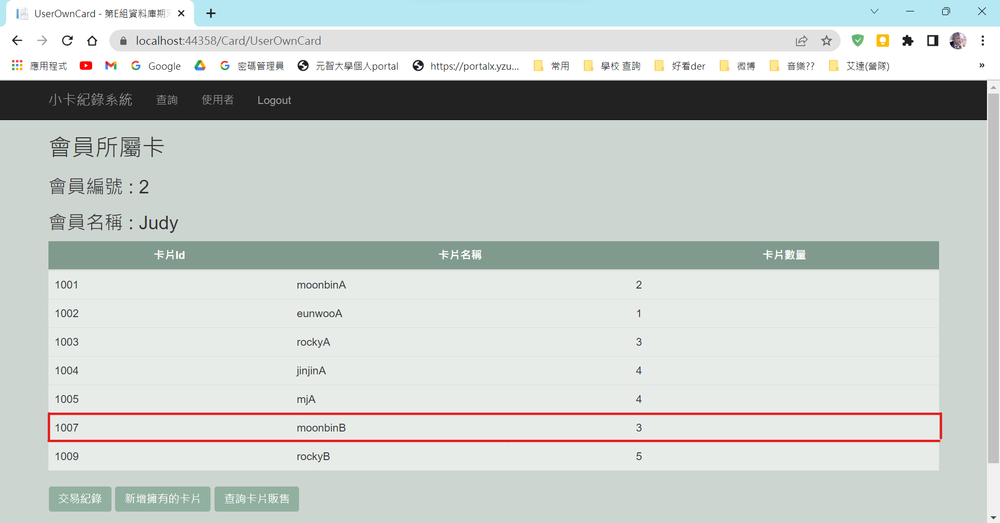 UserOwnCard - 第E組資料庫期末
localhost:44358/Card/UserOwnCard
應用程式 Google 密碼管理員 元智大學個人portal https://portalx.yzu... 常用 學校 查詢 好看der 微博 音樂?? 艾達(營隊) »
小卡紀錄系統 查詢 使用者 Logout
會員所屬卡
會員編號 : 2
會員名稱 : Judy
卡片Id 卡片名稱 卡片數量
1001 moonbinA 2
1002 eunwooA 1
1003 rockyA 3
1004 jinjinA 4
1005 mjA 4
1007 moonbinB 3
1009 rockyB 5
交易紀錄 新增擁有的卡片 查詢卡片販售